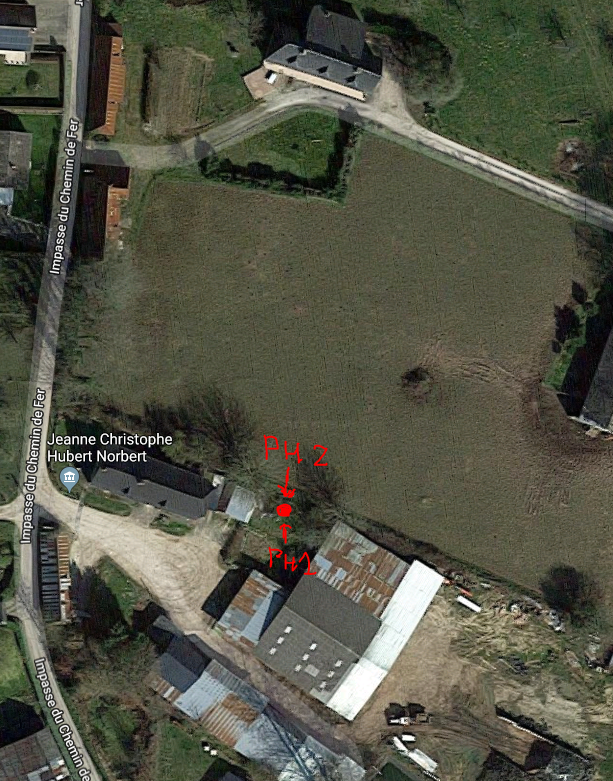 Impasse du Chemin de Fer
Impasse du Chemin de Fer
Jeanne Christophe
Hubert Norbert
PH 2
PH1
Impasse du Chemin de